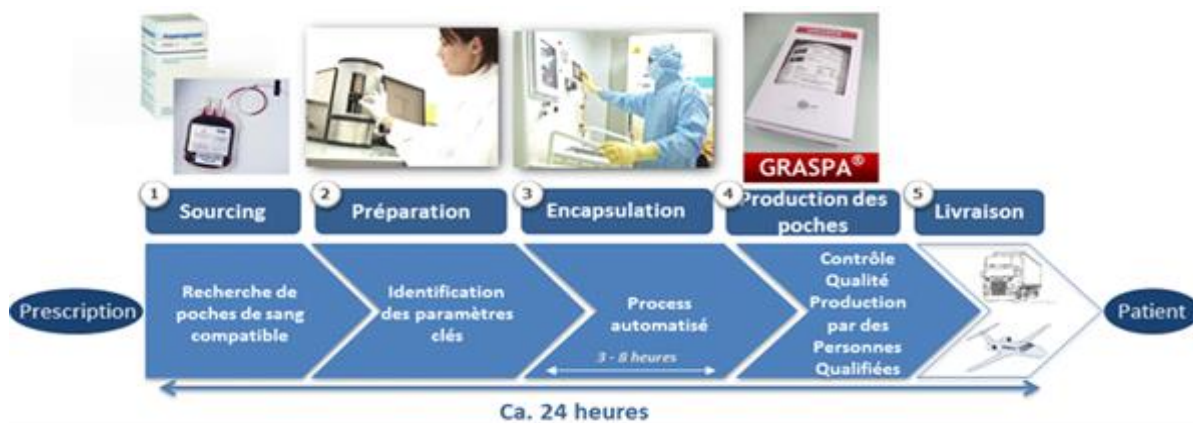 GRASPA®
1 Sourcing
2 Préparation
3 Encapsulation
4 Production des
poches
5 Livraison
Prescription
Recherche de
poches de sang
compatible
Identification
des paramètres
clés
Process
automatisé
3 - 8 heures
Contrôle
Qualité
Production
par des
Personnes
Qualifiées
Patient
Ca. 24 heures